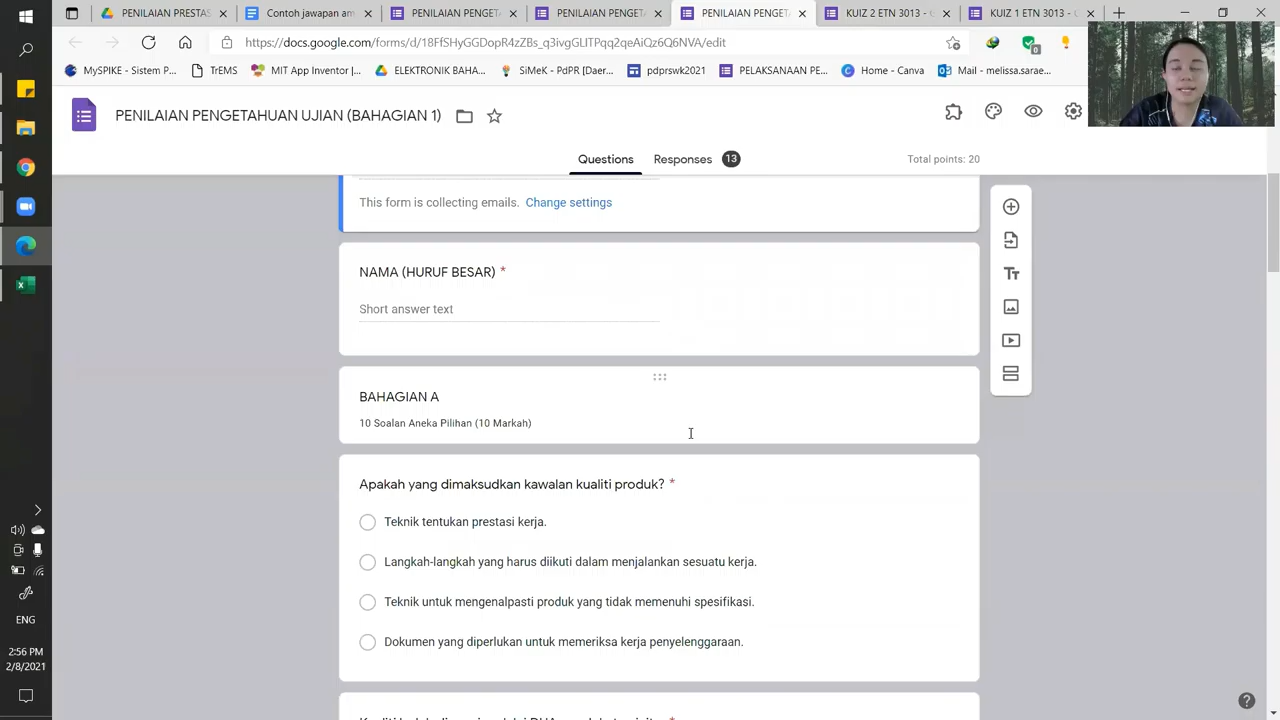 PENILAIAN PRESTAS
Contoh jawapan am
PENILAIAN PENGETA
PENILAIAN PENGET
PENILAIAN PENGET
KUIZ 2 ETN 3013 - G
KUIZ 1 ETN 3013 - G
https://docs.google.com/forms/d/18FfSHyGGDopR4zZBs_q3ivgGLITPqq2qeAiQz6Q6NVA/edit
MySPIKE - Sistem P...
TrEMS
MIT App Inventor |...
ELEKTRONIK BAHA...
SiMeK - PdPR [Daer...
pdprswk2021
PELAKSANAAN PE...
Home - Canva
Mail - melissa.sarae...
PENILAIAN PENGETAHUAN UJIAN (BAHAGIAN 1)
Questions
Responses 13
Total points: 20
This form is collecting emails. Change settings
NAMA (HURUF BESAR) *
Short answer text
BAHAGIAN A
10 Soalan Aneka Pilihan (10 Markah)
Apakah yang dimaksudkan kawalan kualiti produk? *
Teknik tentukan prestasi kerja.
Langkah-langkah yang harus diikuti dalam menjalankan sesuatu kerja.
Teknik untuk mengenalpasti produk yang tidak memenuhi spesifikasi.
Dokumen yang diperlukan untuk memeriksa kerja penyelenggaraan.
ENG
2:56 PM
2/8/2021